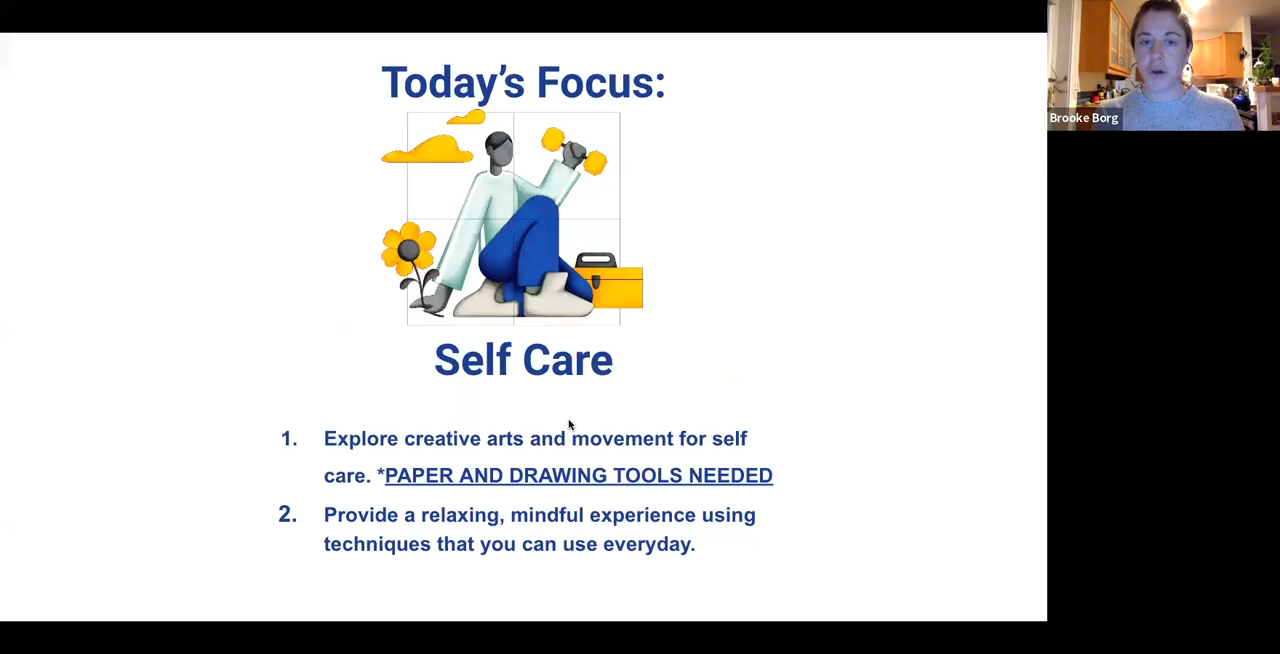 Today's Focus:
Self Care
1. Explore creative arts and movement for self
care. *PAPER AND DRAWING TOOLS NEEDED
2. Provide a relaxing, mindful experience using
techniques that you can use everyday.
Brooke Borg